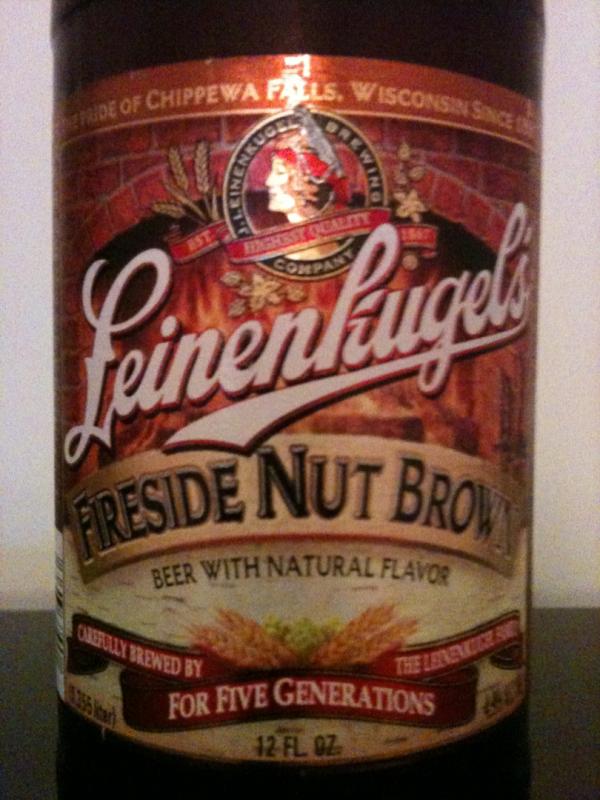 PRIDE OF CHIPPEWA FALLS, WISCONSIN SINCE
J. LEINENKUGEL BREWING
EST. HIGHEST QUALITY 1867
COMPANY
Leinenkugel's
FIRESIDE NUT BROWN
BEER WITH NATURAL FLAVOR
CAREFULLY BREWED BY THE LEINENKUGEL FAMILY
FOR FIVE GENERATIONS
12 FL. OZ.